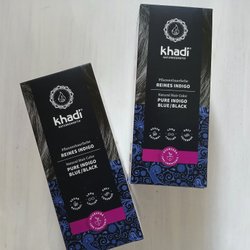 khadi
NATURKOSMETIK
Pflanzenhaarfarbe
REINES INDIGO
Natural Hair Color
PURE INDIGO
BLUE/BLACK
khadi
NATURKOSMETIK
Pflanzenhaarfarbe
REINES INDIGO
Natural Hair Color
PURE INDIGO
BLUE/BLACK